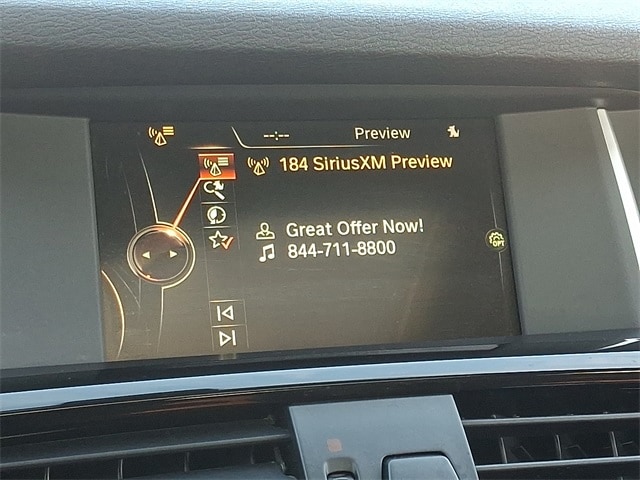 --:-- Preview
184 SiriusXM Preview
Great Offer Now!
844-711-8800
OPT